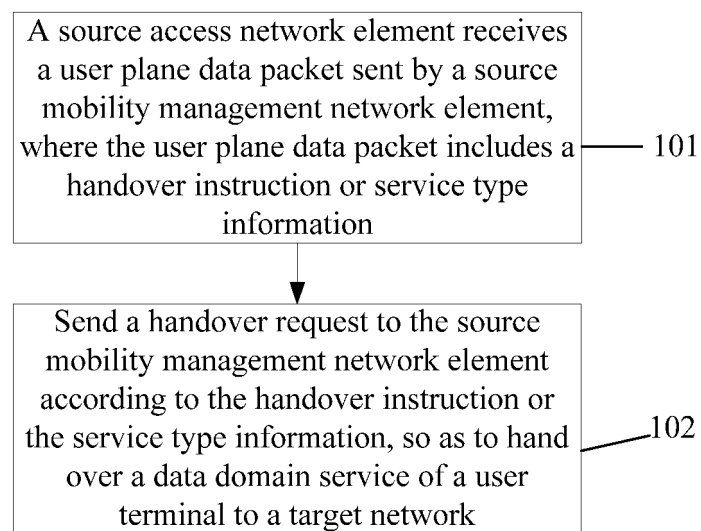 A source access network element receives
a user plane data packet sent by a source
mobility management network element,
where the user plane data packet includes a
handover instruction or service type
information
101
Send a handover request to the source
mobility management network element
according to the handover instruction or
the service type information, so as to hand
over a data domain service of a user
terminal to a target network
102